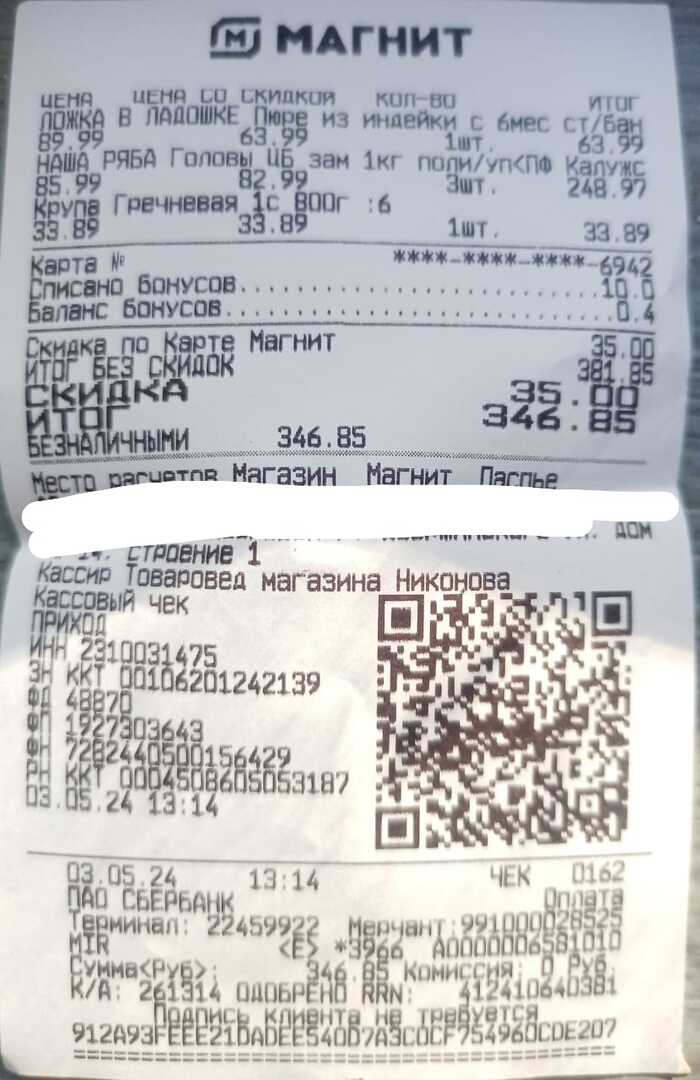 МАГНИТ
ЦЕНА ЦЕНА СО СКИДКОЙ КОЛ-ВО ИТОГ
ЛОЖКА В ЛАДОШКЕ Пюре из индейки с 6мес ст/бан
89.99 63.99 1шт. 63.99
НАША РЯБА Головы ЦБ зам 1кг поли/уп<ПФ Калужс
85.99 82.99 3шт. 248.97
Крупа Гречневая 1с 800г :6
33.89 33.89 1шт. 33.89
Карта № ****-****-****-6942
Списано бонусов..............................10.0
Баланс бонусов...............................0.4
Скидка по Карте Магнит 35.00
ИТОГ БЕЗ СКИДОК 381.85
СКИДКА 35.00
ИТОГ 346.85
БЕЗНАЛИЧНЫМИ 346.85
Место расчетов Магазин Магнит Паспье
дом
14, строение 1
Кассир Товаровед магазина Никонова
Кассовый чек
ПРИХОД
ИНН 2310031475
ЗН ККТ 00106201242139
ФД 48870
ФП 1927303643
ФН 7282440500156429
РН ККТ 0004508605053187
03.05.24 13:14
03.05.24 13:14 ЧЕК 0162
ПАО СБЕРБАНК Оплата
Терминал: 22459922 Мерчант:991000028525
MIR <E> *3966 A0000006581010
Сумма<Руб>: 346.85 Комиссия: 0 Руб.
К/А: 261314 ОДОБРЕНО RRN: 412410640381
Подпись клиента не требуется
912A93FEEE21DADEE540D7A3C0CF754960CDE207